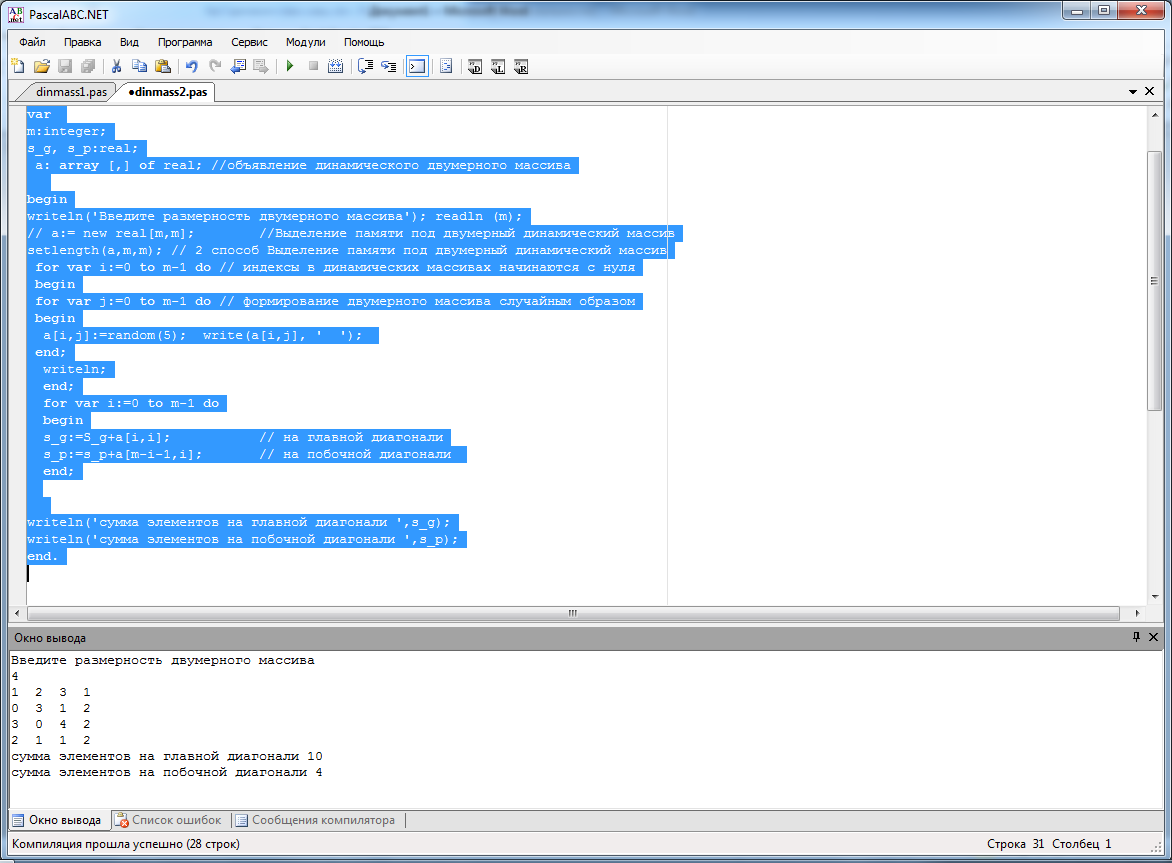 PascalABC.NET
Файл Правка Вид Программа Сервис Модули Помощь
dinmass1.pas •dinmass2.pas
var
m:integer;
s_g, s_p:real;
a: array [,] of real; //объявление динамического двумерного массива
begin
writeln('Введите размерность двумерного массива'); readln (m);
// a:= new real[m,m]; //Выделение памяти под двумерный динамический массив
setlength(a,m,m); // 2 способ Выделение памяти под двумерный динамический массив
for var i:=0 to m-1 do // индексы в динамических массивах начинаются с нуля
begin
for var j:=0 to m-1 do // формирование двумерного массива случайным образом
begin
a[i,j]:=random(5); write(a[i,j], '  ');
end;
writeln;
end;
for var i:=0 to m-1 do
begin
s_g:=S_g+a[i,i]; // на главной диагонали
s_p:=s_p+a[m-i-1,i]; // на побочной диагонали
end;
writeln('сумма элементов на главной диагонали ',s_g);
writeln('сумма элементов на побочной диагонали ',s_p);
end.
Окно вывода
Введите размерность двумерного массива
4
1 2 3 1
0 3 1 2
3 0 4 2
2 1 1 2
сумма элементов на главной диагонали 10
сумма элементов на побочной диагонали 4
Окно вывода Список ошибок Сообщения компилятора
Компиляция прошла успешно (28 строк) Строка 31 Столбец 1